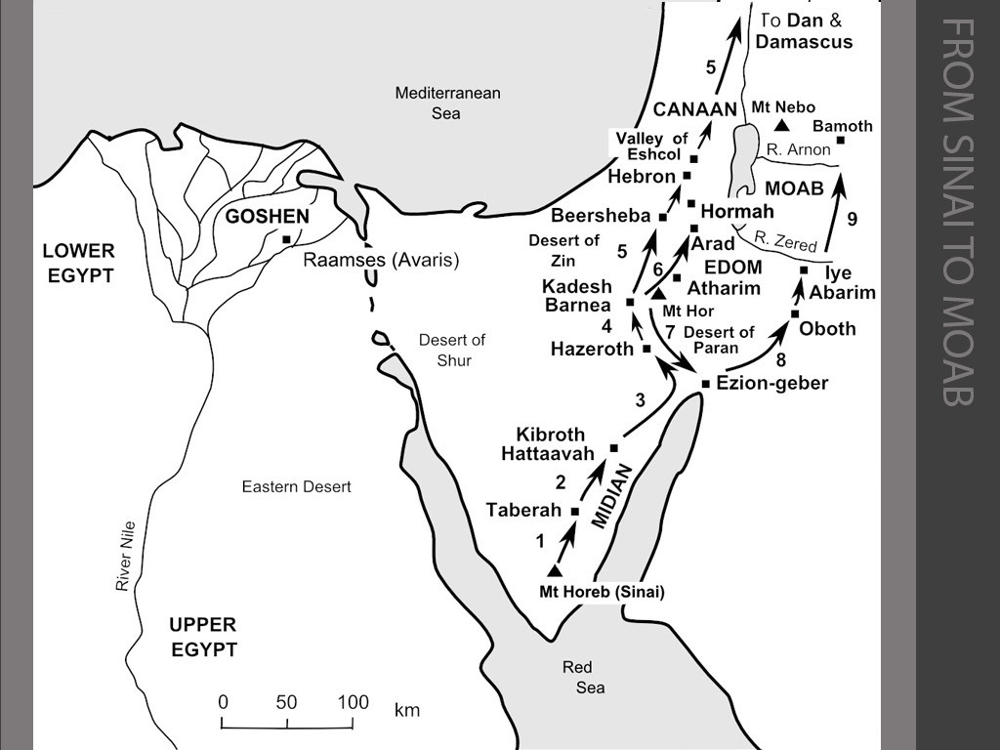 To Dan &
Damascus
5
Mediterranean
Sea
CANAAN
Mt Nebo
Bamoth
Valley of
Eshcol
R. Arnon
Hebron
MOAB
GOSHEN
Beersheba
Hormah
9
LOWER
EGYPT
Raamses (Avaris)
Desert of
Zin
5
Arad
R. Zered
6
EDOM
Atharim
Iye
Abarim
Kadesh
Barnea
Mt Hor
4
7
Desert of
Paran
Oboth
Desert of
Shur
Hazeroth
8
Ezion-geber
3
Kibroth
Hattaavah
2
MIDIAN
Eastern Desert
Taberah
1
River Nile
Mt Horeb (Sinai)
UPPER
EGYPT
Red
Sea
0 50 100 km
FROM SINAI TO MOAB